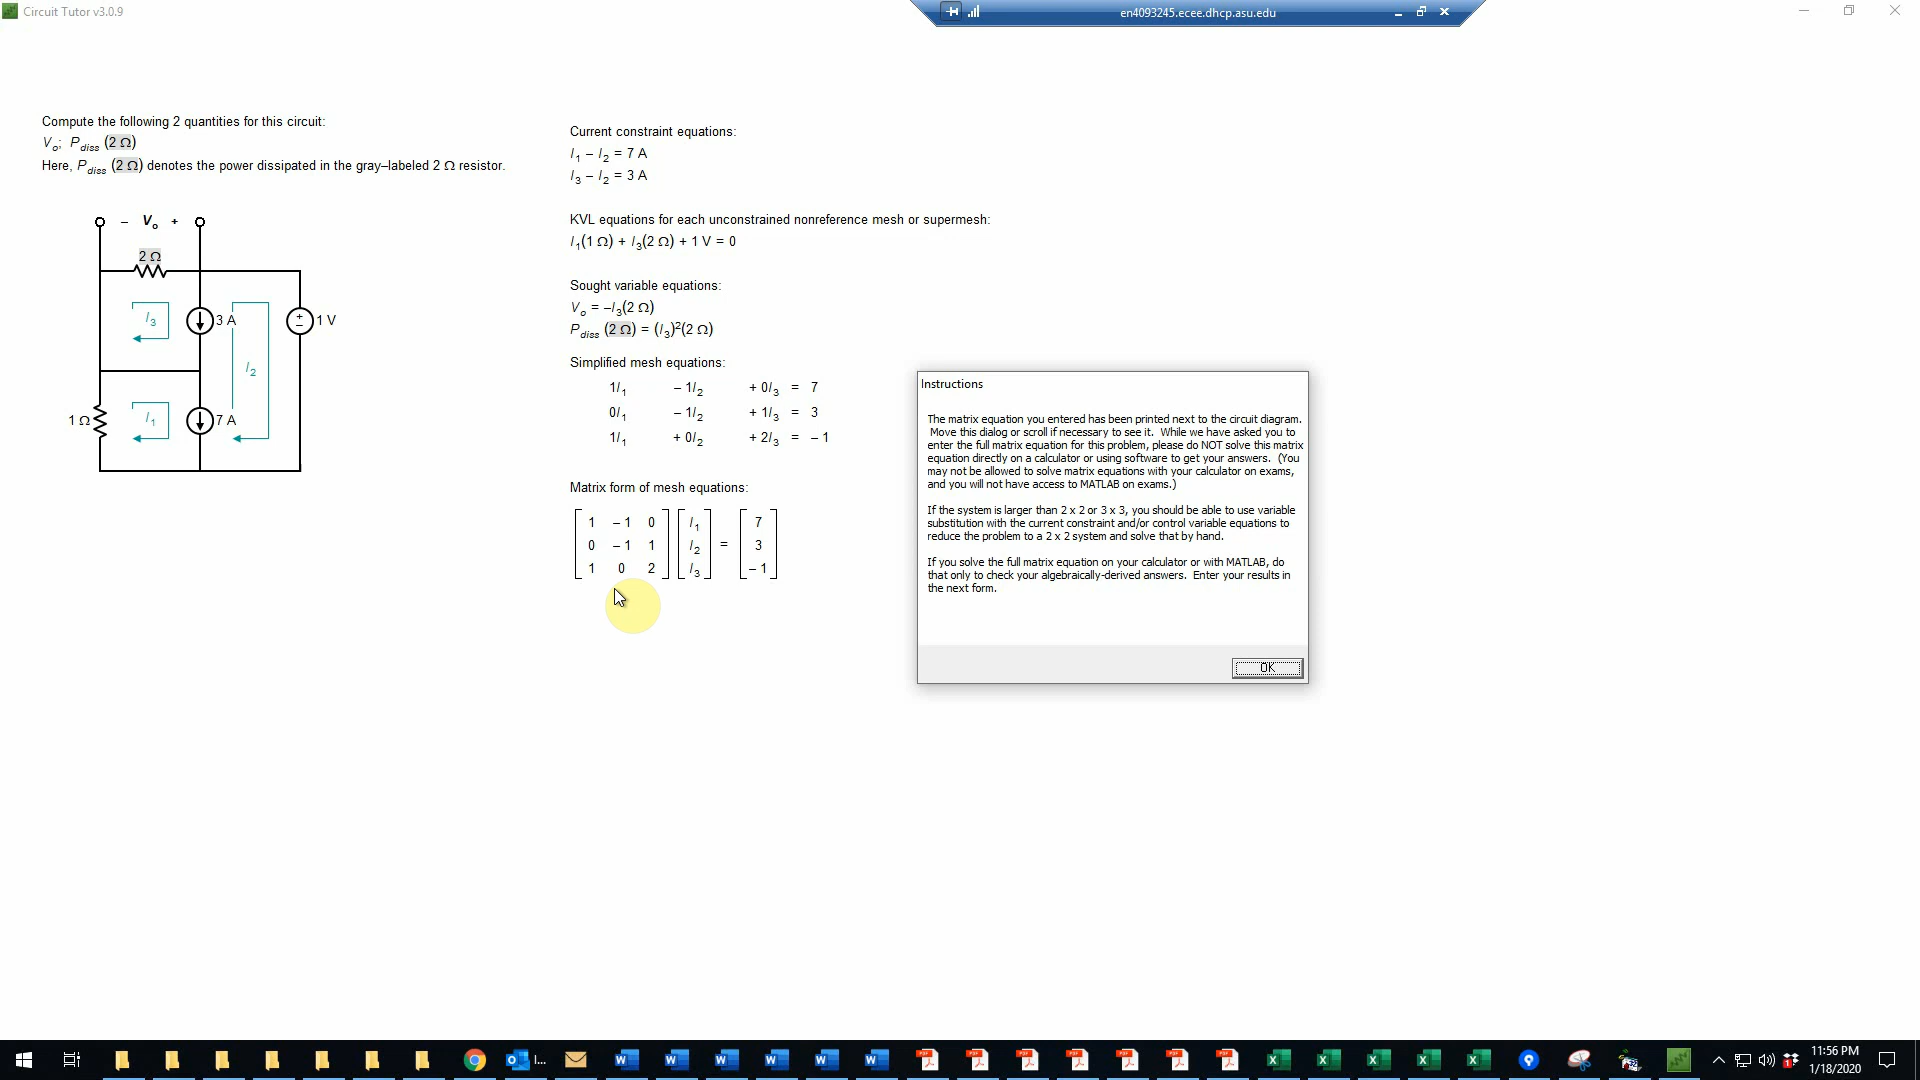 Circuit Tutor v3.0.9
en4093245.ecee.dhcp.asu.edu
Compute the following 2 quantities for this circuit:
Vo; Pdiss (2 Ω)
Here, Pdiss (2 Ω) denotes the power dissipated in the gray–labeled 2 Ω resistor.
– Vo +
2 Ω
I3
3 A
+
–
1 V
I2
1 Ω
I1
7 A
Current constraint equations:
I1 – I2 = 7 A
I3 – I2 = 3 A
KVL equations for each unconstrained nonreference mesh or supermesh:
I1(1 Ω) + I3(2 Ω) + 1 V = 0
Sought variable equations:
Vo = –I3(2 Ω)
Pdiss (2 Ω) = (I3)2(2 Ω)
Simplified mesh equations:
1I1 – 1I2 + 0I3 = 7
0I1 – 1I2 + 1I3 = 3
1I1 + 0I2 + 2I3 = – 1
Matrix form of mesh equations:
1 – 1 0 I1 7
0 – 1 1 I2 = 3
1 0 2 I3 – 1
Instructions
The matrix equation you entered has been printed next to the circuit diagram.
Move this dialog or scroll if necessary to see it. While we have asked you to
enter the full matrix equation for this problem, please do NOT solve this matrix
equation directly on a calculator or using software to get your answers. (You
may not be allowed to solve matrix equations with your calculator on exams,
and you will not have access to MATLAB on exams.)
If the system is larger than 2 x 2 or 3 x 3, you should be able to use variable
substitution with the current constraint and/or control variable equations to
reduce the problem to a 2 x 2 system and solve that by hand.
If you solve the full matrix equation on your calculator or with MATLAB, do
that only to check your algebraically-derived answers. Enter your results in
the next form.
OK
I...
11:56 PM
1/18/2020